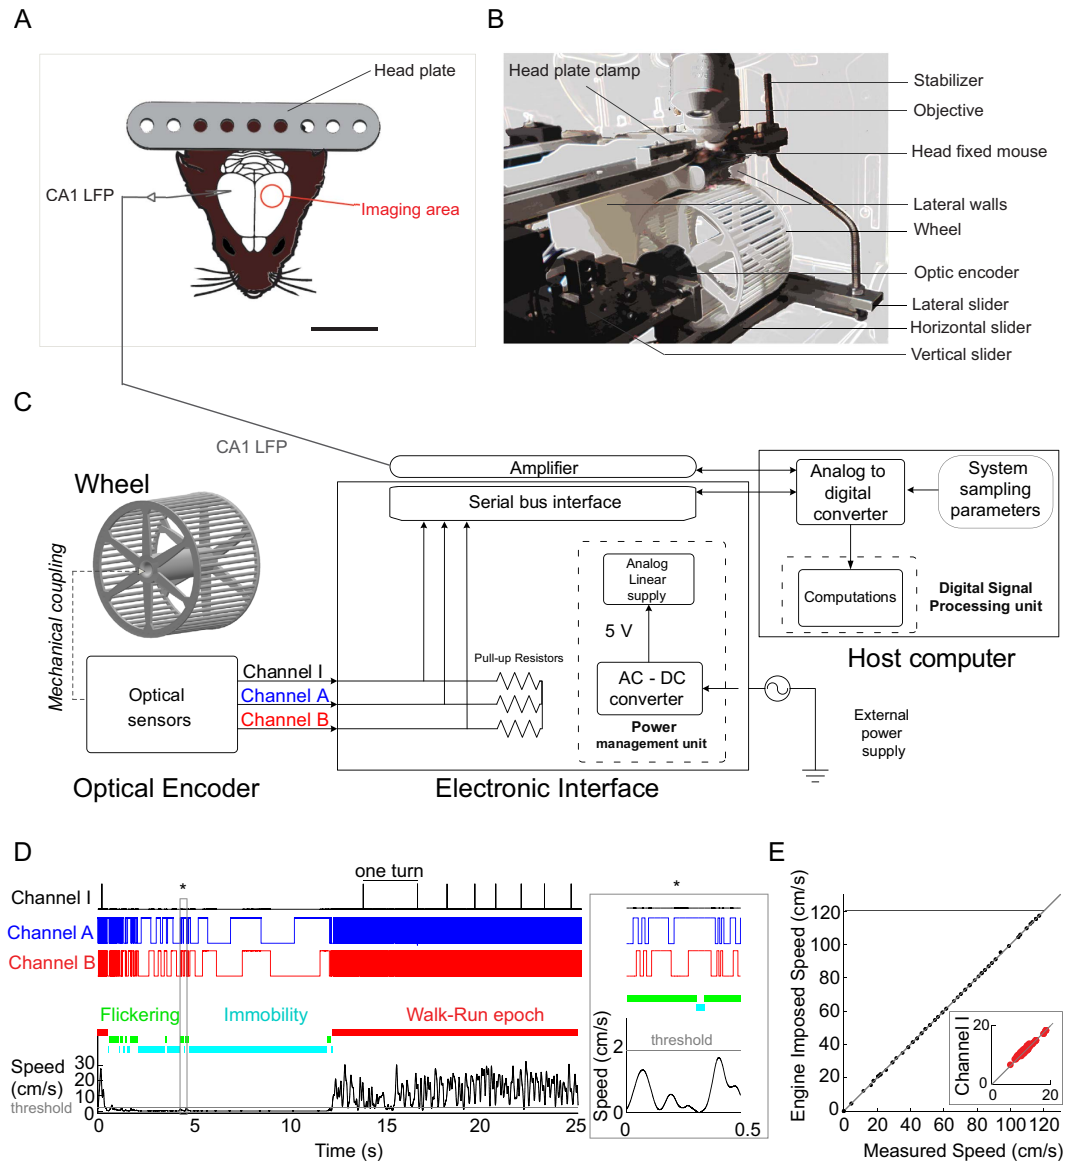 A
Head plate
CA1 LFP
Imaging area
B
Head plate clamp
Stabilizer
Objective
Head fixed mouse
Lateral walls
Wheel
Optic encoder
Lateral slider
Horizontal slider
Vertical slider
C
CA1 LFP
Wheel
Mechanical coupling
Optical
sensors
Optical Encoder
Channel I
Channel A
Channel B
Amplifier
Serial bus interface
Pull-up Resistors
Analog
Linear
supply
5 V
AC - DC
converter
Power
management unit
Electronic Interface
Analog to
digital
converter
System
sampling
parameters
Computations
Digital Signal
Processing unit
Host computer
External
power
supply
D
Channel I
one turn
*
Channel A
Channel B
Flickering
Immobility
Walk-Run epoch
Speed
(cm/s)
30
20
10
0
threshold
0
5
10
15
20
25
Time (s)
*
Speed (cm/s)
2
0
threshold
0
0.5
E
Engine Imposed Speed (cm/s)
120
100
80
60
40
20
0
0
20
40
60
80
100
120
Measured Speed (cm/s)
Channel I
20
10
0
0
20